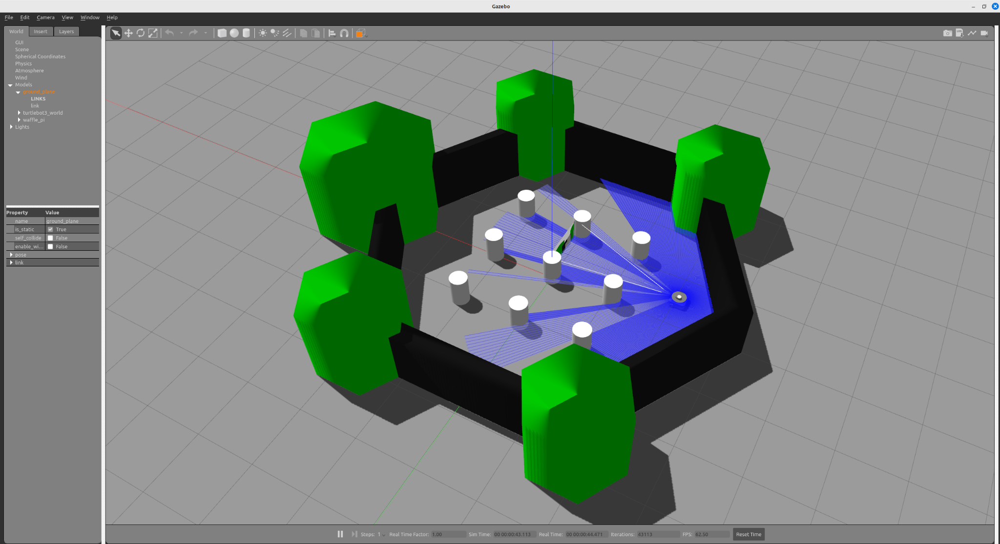 Gazebo
File Edit Camera View Window Help
World Insert Layers
GUI
Scene
Spherical Coordinates
Physics
Atmosphere
Wind
Models
ground_plane
LINKS
link
turtlebot3_world
waffle_pi
Lights
Property Value
name ground_plane
is_static True
self_collide False
enable_wi... False
pose
link
LOG
Steps: 1 Real Time Factor: 1.00 Sim Time: 00 00:00:43.113 Real Time: 00 00:00:44.471 Iterations: 43113 FPS: 62.50 Reset Time